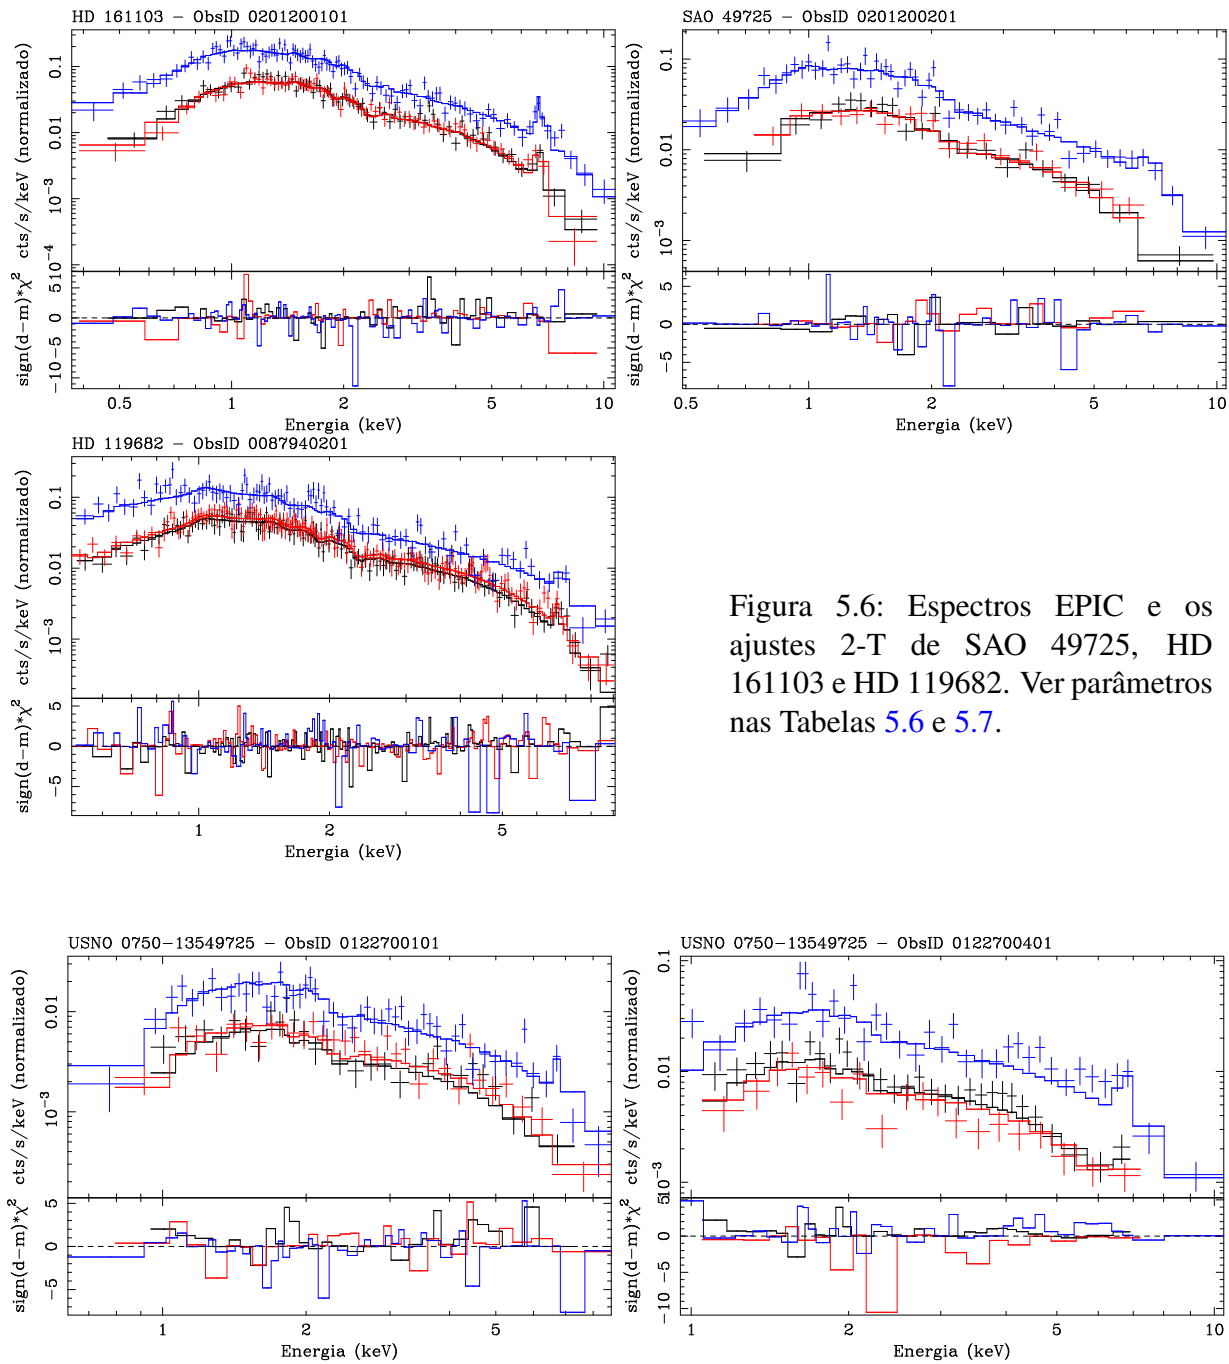 HD 161103 − ObsID 0201200101
cts/s/keV (normalizado)
0.1
0.01
10⁻³
10⁻⁴
sign(d−m)*χ²
5
0
−5
−10
0.5 1 2 5 10
Energia (keV)
SAO 49725 − ObsID 0201200201
cts/s/keV (normalizado)
0.1
0.01
10⁻³
sign(d−m)*χ²
5
0
−5
0.5 1 2 5 10
Energia (keV)
HD 119682 − ObsID 0087940201
cts/s/keV (normalizado)
0.1
0.01
10⁻³
sign(d−m)*χ²
5
0
−5
1 2 5
Energia (keV)
Figura 5.6: Espectros EPIC e os
ajustes 2-T de SAO 49725, HD
161103 e HD 119682. Ver parâmetros
nas Tabelas 5.6 e 5.7.
USNO 0750−13549725 − ObsID 0122700101
cts/s/keV (normalizado)
0.01
10⁻³
sign(d−m)*χ²
5
0
−5
1 2 5
Energia (keV)
USNO 0750−13549725 − ObsID 0122700401
cts/s/keV (normalizado)
0.1
0.01
10⁻³
sign(d−m)*χ²
5
0
−5
−10
1 2 5 10
Energia (keV)